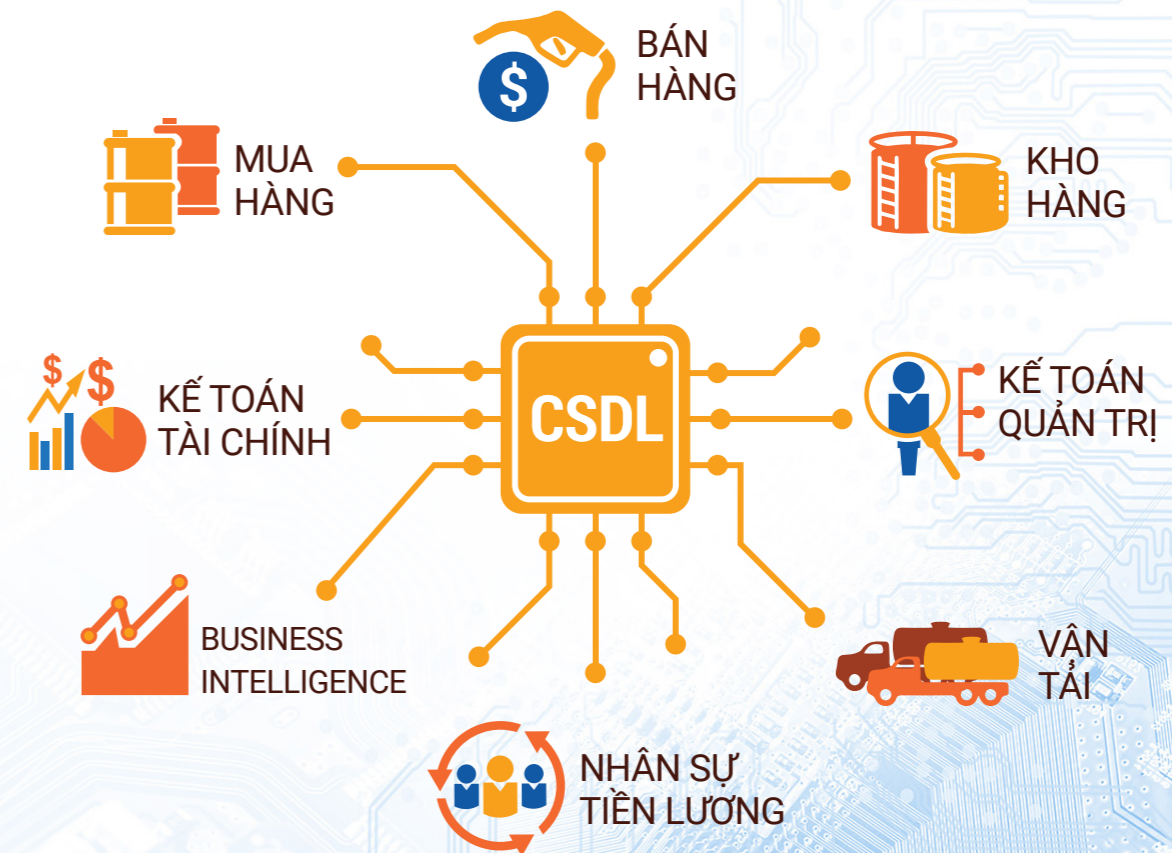 BÁN
HÀNG
MUA
HÀNG
KHO
HÀNG
KẾ TOÁN
TÀI CHÍNH
CSDL
KẾ TOÁN
QUẢN TRỊ
BUSINESS
INTELLIGENCE
VẬN
TẢI
NHÂN SỰ
TIỀN LƯƠNG